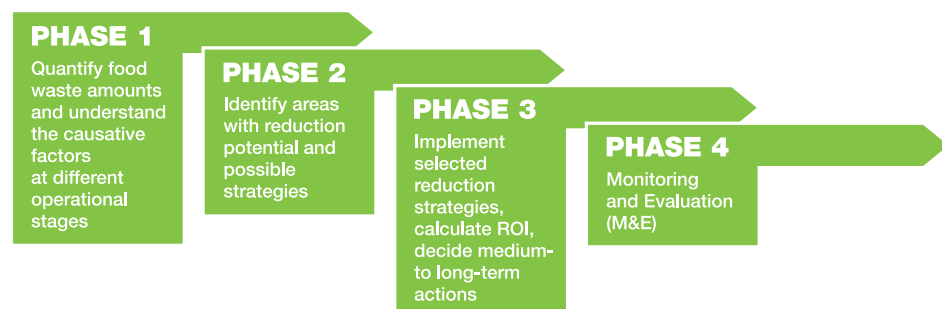 PHASE 1
Quantify food
waste amounts
and understand
the causative
factors
at different
operational
stages
PHASE 2
Identify areas
with reduction
potential and
possible
strategies
PHASE 3
Implement
selected
reduction
strategies,
calculate ROI,
decide medium-
to long-term
actions
PHASE 4
Monitoring
and Evaluation
(M&E)